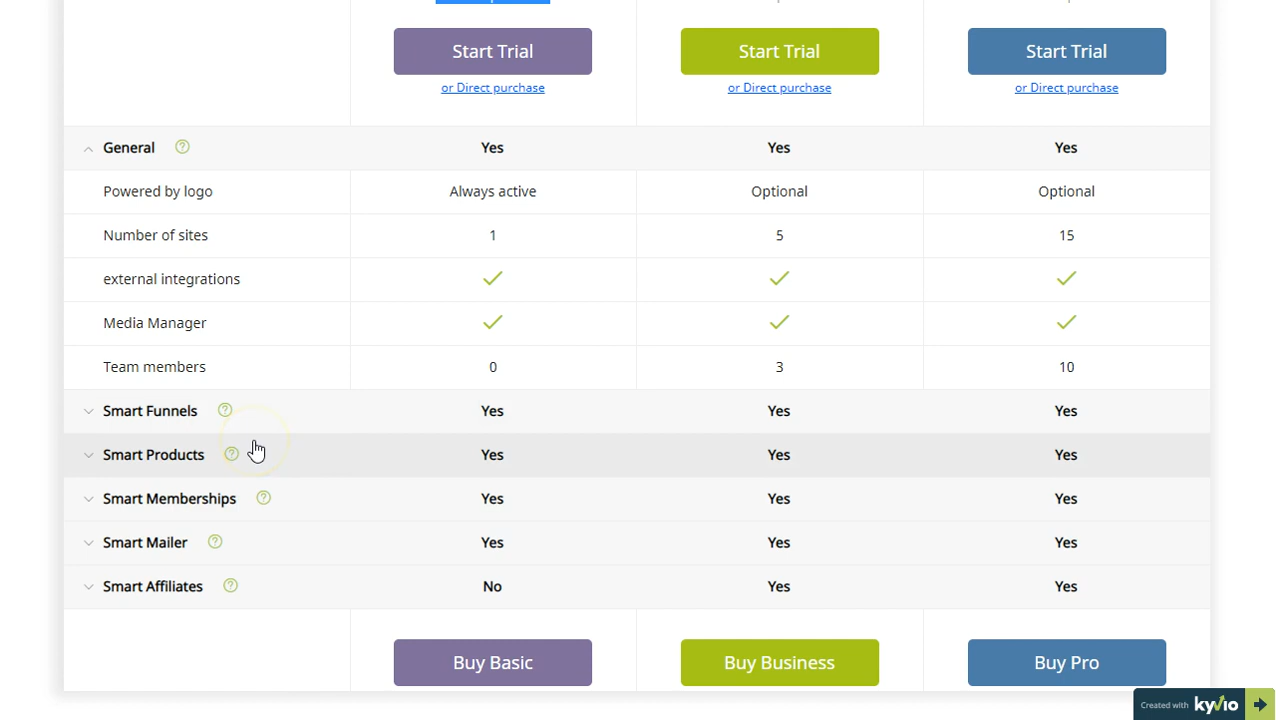 Start Trial Start Trial Start Trial
or Direct purchase or Direct purchase or Direct purchase
General Yes Yes Yes
Powered by logo Always active Optional Optional
Number of sites 1 5 15
external integrations
Media Manager
Team members 0 3 10
Smart Funnels Yes Yes Yes
Smart Products Yes Yes Yes
Smart Memberships Yes Yes Yes
Smart Mailer Yes Yes Yes
Smart Affiliates No Yes Yes
Buy Basic Buy Business Buy Pro
Created with kyvio